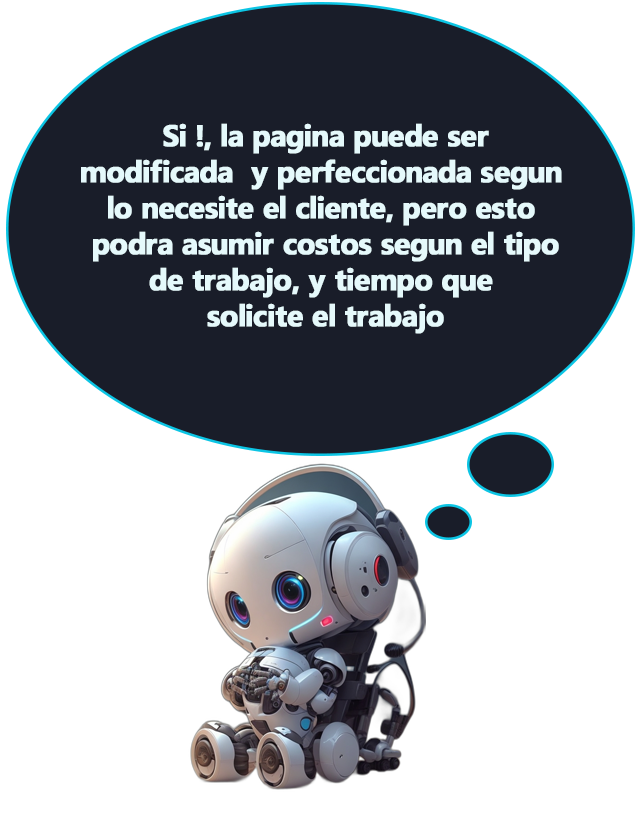 Si !, la pagina puede ser
modificada  y perfeccionada segun
lo necesite el cliente, pero esto
podra asumir costos segun el tipo
de trabajo, y tiempo que
solicite el trabajo